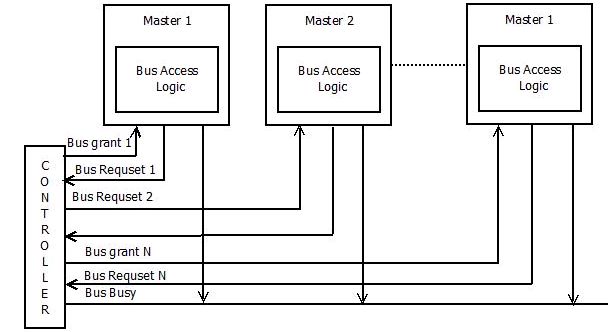 Master 1
Bus Access
Logic
Master 2
Bus Access
Logic
Master 1
Bus Access
Logic
Bus grant 1
Bus Requset 1
Bus Requset 2
Bus grant N
Bus Requset N
Bus Busy
C
O
N
T
R
O
L
L
E
R